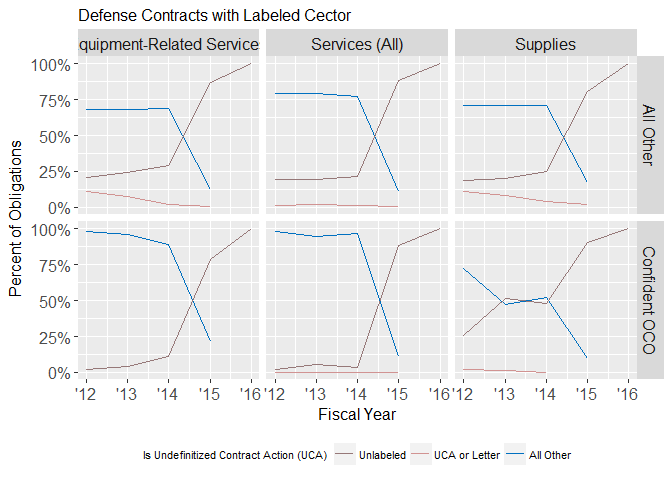 Defense Contracts with Labeled Cector
quipment-Related Service
Services (All)
Supplies
100%
75%
50%
25%
0%
All Other
100%
75%
50%
25%
0%
Confident OCO
'12 '13 '14 '15 '16
'12 '13 '14 '15 '16
'12 '13 '14 '15 '16
Percent of Obligations
Fiscal Year
Is Undefinitized Contract Action (UCA) Unlabeled UCA or Letter All Other